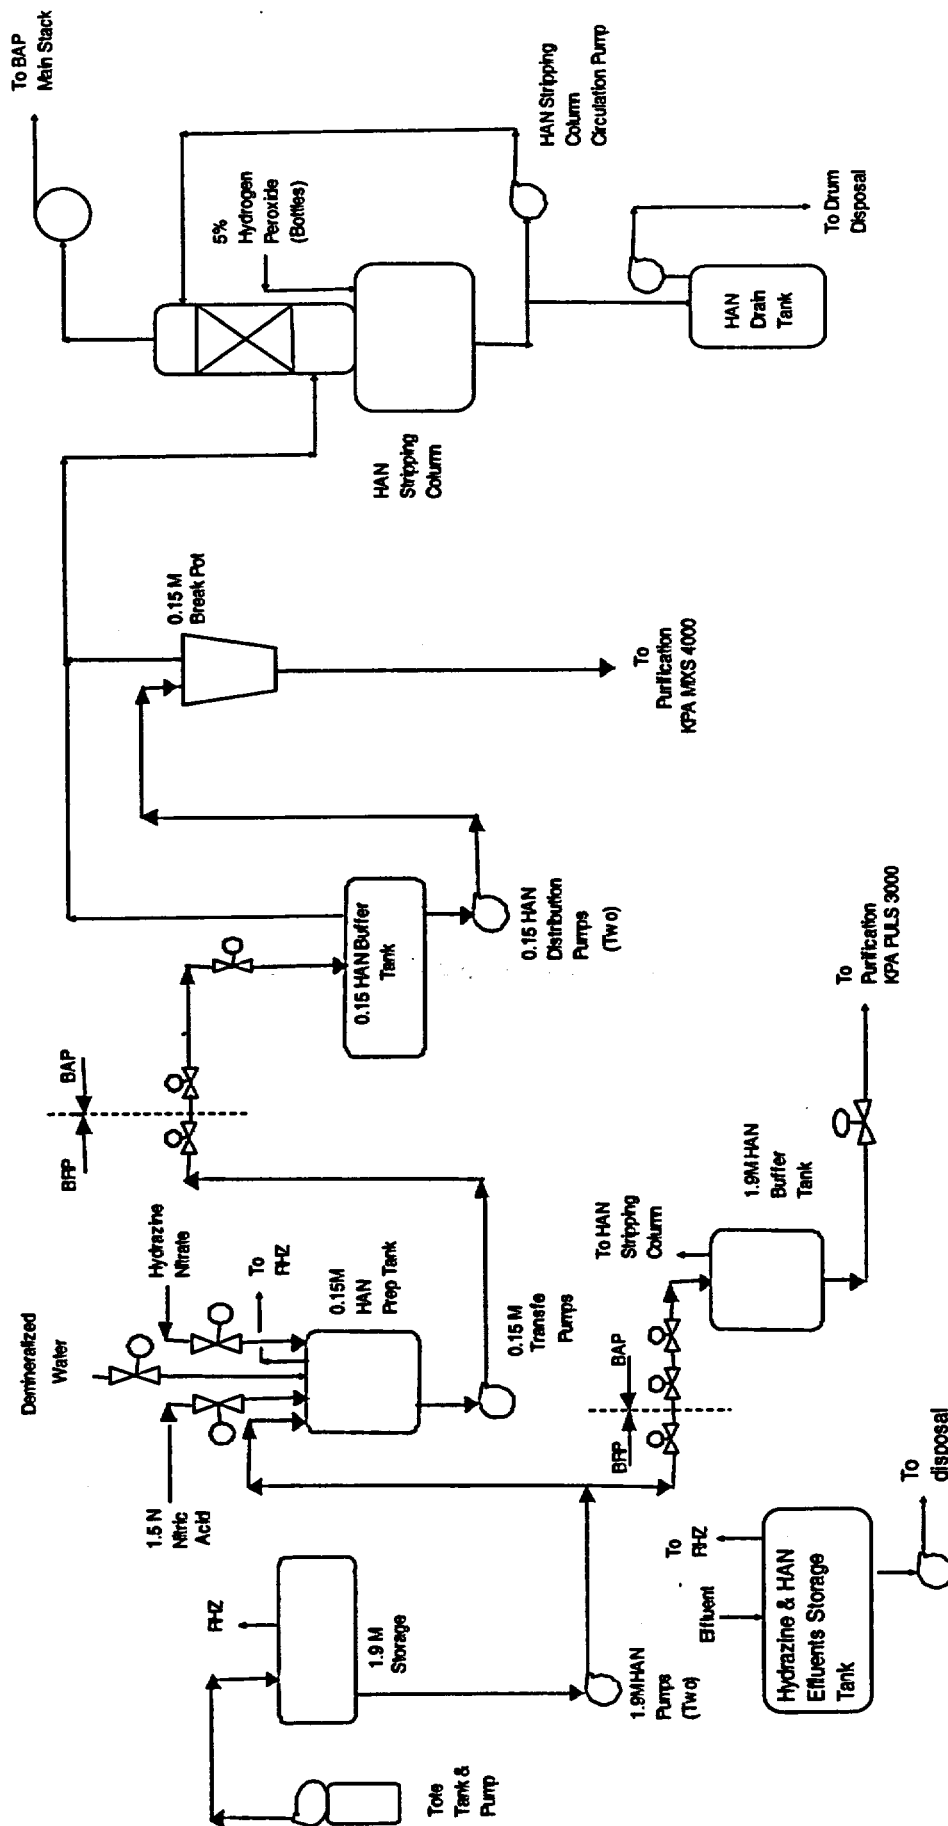 Tote
Tank &
Pump
RHZ
1.9 M
Storage
1.9M HAN
Pumps
(Two)
1.5 N
Nitric
Acid
Demineralized
Water
Hydrazine
Nitrate
To
RHZ
0.15M
HAN
Prep Tank
0.15 M
Transfe
Pumps
BRP
BAP
0.15 HAN Buffer
Tank
0.15 HAN
Distribution
Pumps
(Two)
0.15 M
Break Pot
To
Purification
KPA MIXS 4000
HAN
Stripping
Column
5%
Hydrogen
Peroxide
(Bottles)
To BAP
Main Stack
HAN Stripping
Column
Circulation Pump
HAN
Drain
Tank
To Drum
Disposal
Effluent
To
RHZ
Hydrazine & HAN
Effluents Storage
Tank
To
disposal
BRP
BAP
To HAN
Stripping
Column
1.9M HAN
Buffer
Tank
To
Purification
KPA PULS 3000